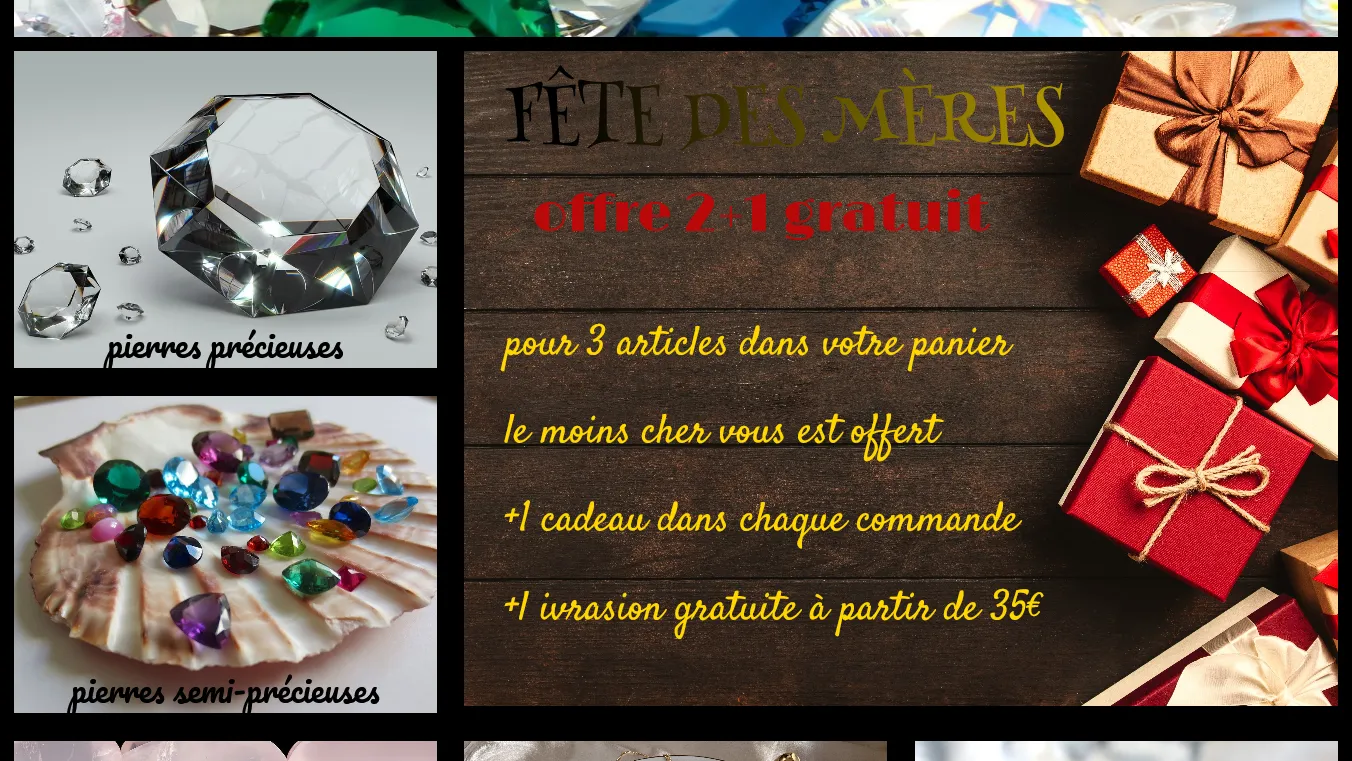 pierres précieuses
pierres semi-précieuses
FÊTE DES MÈRES
offre 2+1 gratuit
pour 3 articles dans votre panier
le moins cher vous est offert
+1 cadeau dans chaque commande
+1 ivrasion gratuite à partir de 35€